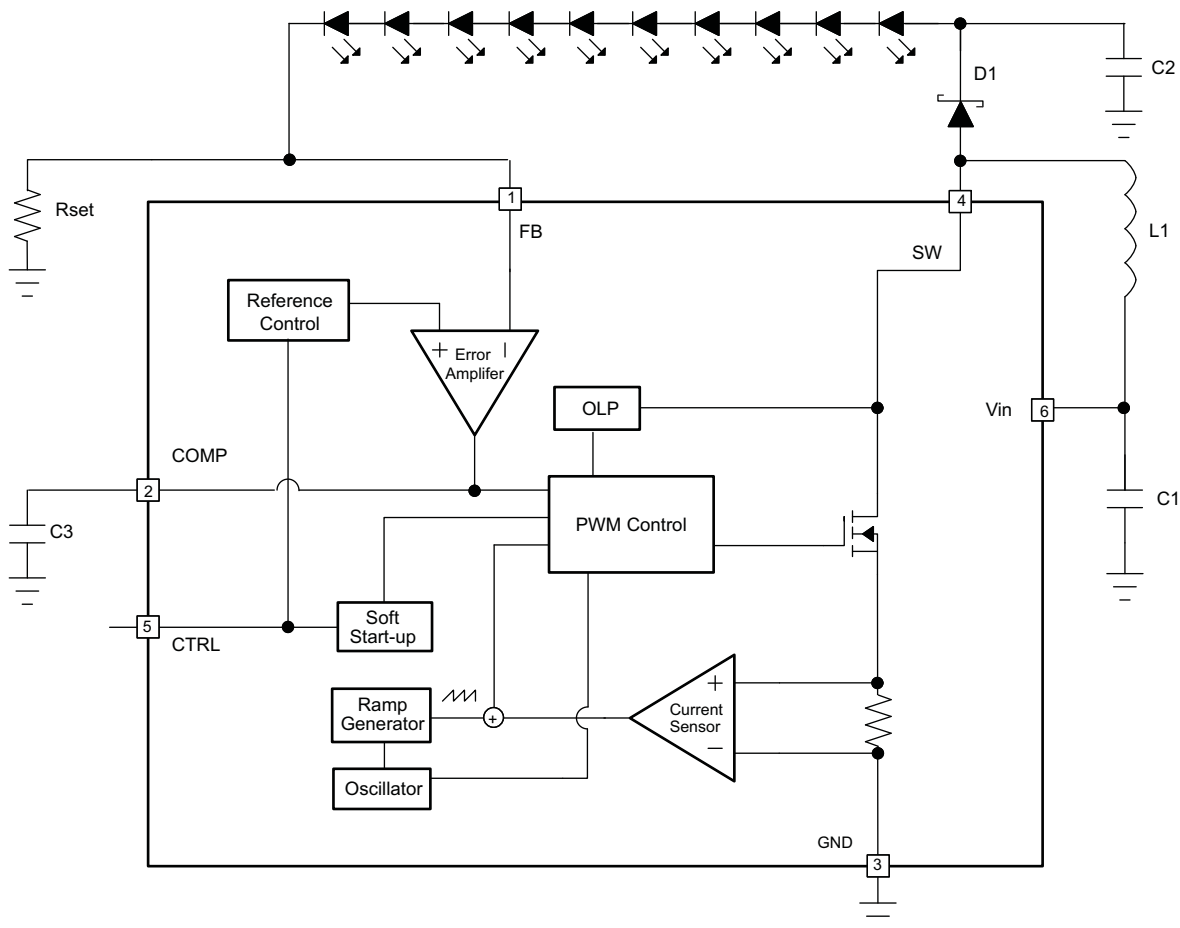 D1
C2
Rset
1
FB
4
SW
L1
Reference
Control
+
Error
Amplifer
OLP
Vin
6
COMP
2
C3
PWM Control
C1
5
CTRL
Soft
Start-up
Ramp
Generator
+
Current
Sensor
+
−
Oscillator
GND
3